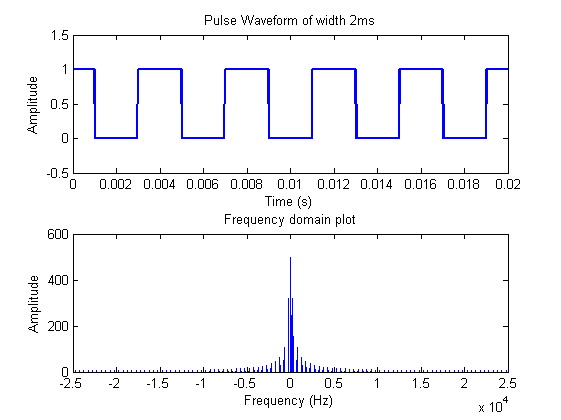 Pulse Waveform of width 2ms
1.5
1
0.5
0
-0.5
Amplitude
0 0.002 0.004 0.006 0.008 0.01 0.012 0.014 0.016 0.018 0.02
Time (s)
Frequency domain plot
600
400
200
0
Amplitude
-2.5 -2 -1.5 -1 -0.5 0 0.5 1 1.5 2 2.5
Frequency (Hz)
x 10^4